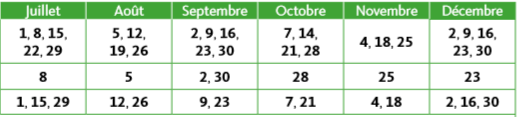 Juillet Août Septembre Octobre Novembre Décembre
1, 8, 15, 22, 29 5, 12, 19, 26 2, 9, 16, 23, 30 7, 14, 21, 28 4, 18, 25 2, 9, 16, 23, 30
8 5 2, 30 28 25 23
1, 15, 29 12, 26 9, 23 7, 21 4, 18 2, 16, 30